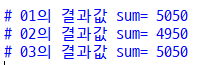 # 01의 결과값 sum= 5050
# 02의 결과값 sum= 4950
# 03의 결과값 sum= 5050